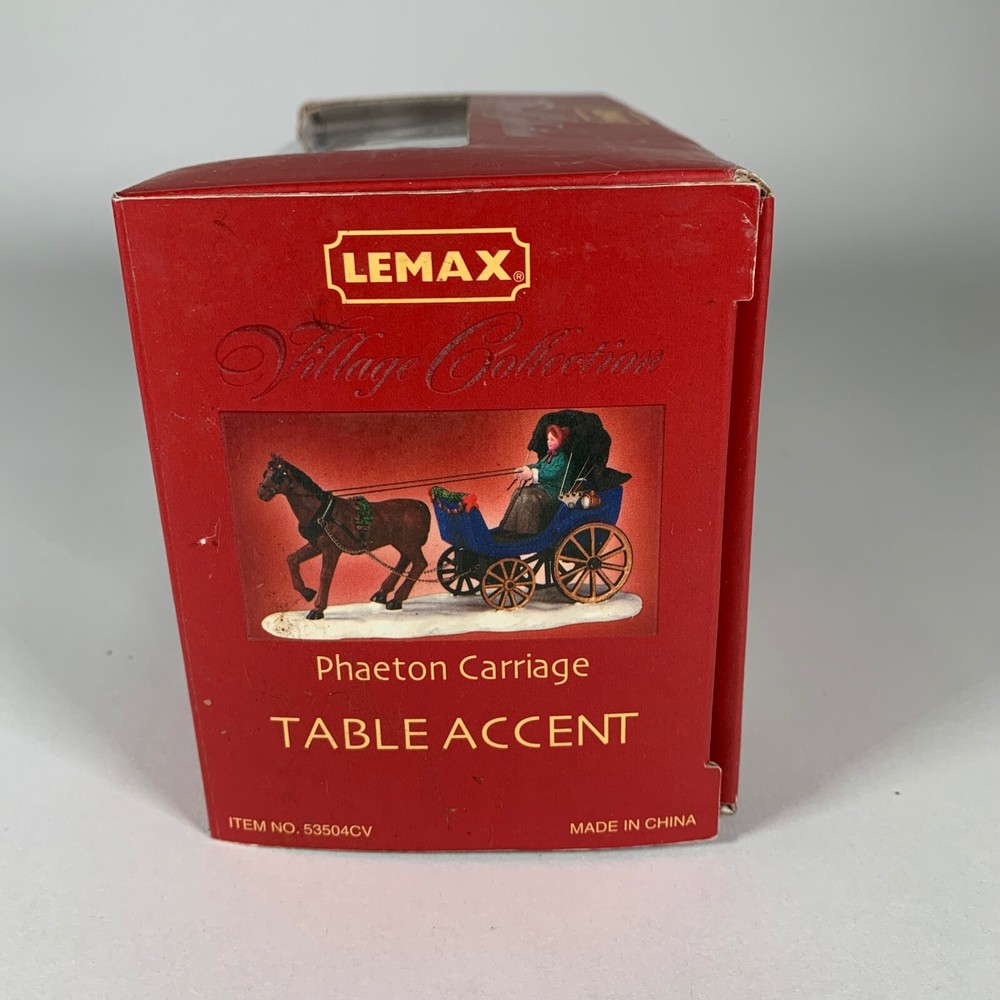 LEMAX®
Village Collection
Phaeton Carriage
TABLE ACCENT
ITEM NO. 53504CV
MADE IN CHINA